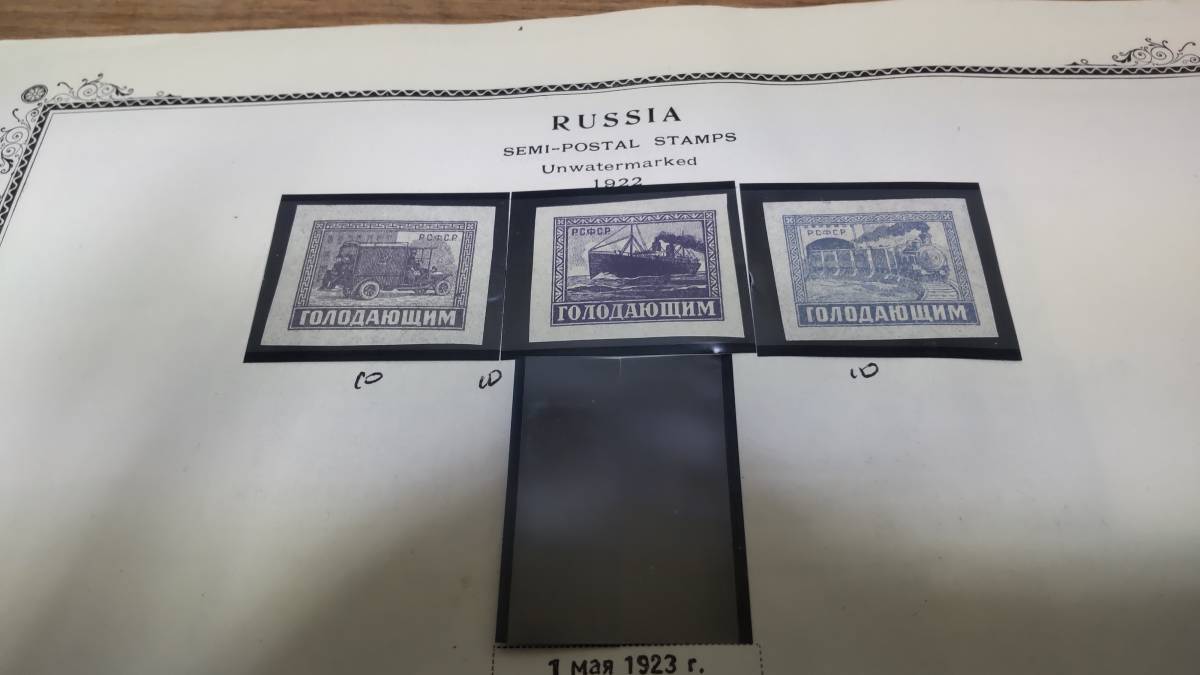 RUSSIA
SEMI-POSTAL STAMPS
Unwatermarked
1922
РСФСР
ГОЛОДАЮЩИМ
РСФСР
ГОЛОДАЮЩИМ
РСФСР
ГОЛОДАЮЩИМ
10 10 10
1 мая 1923 г.